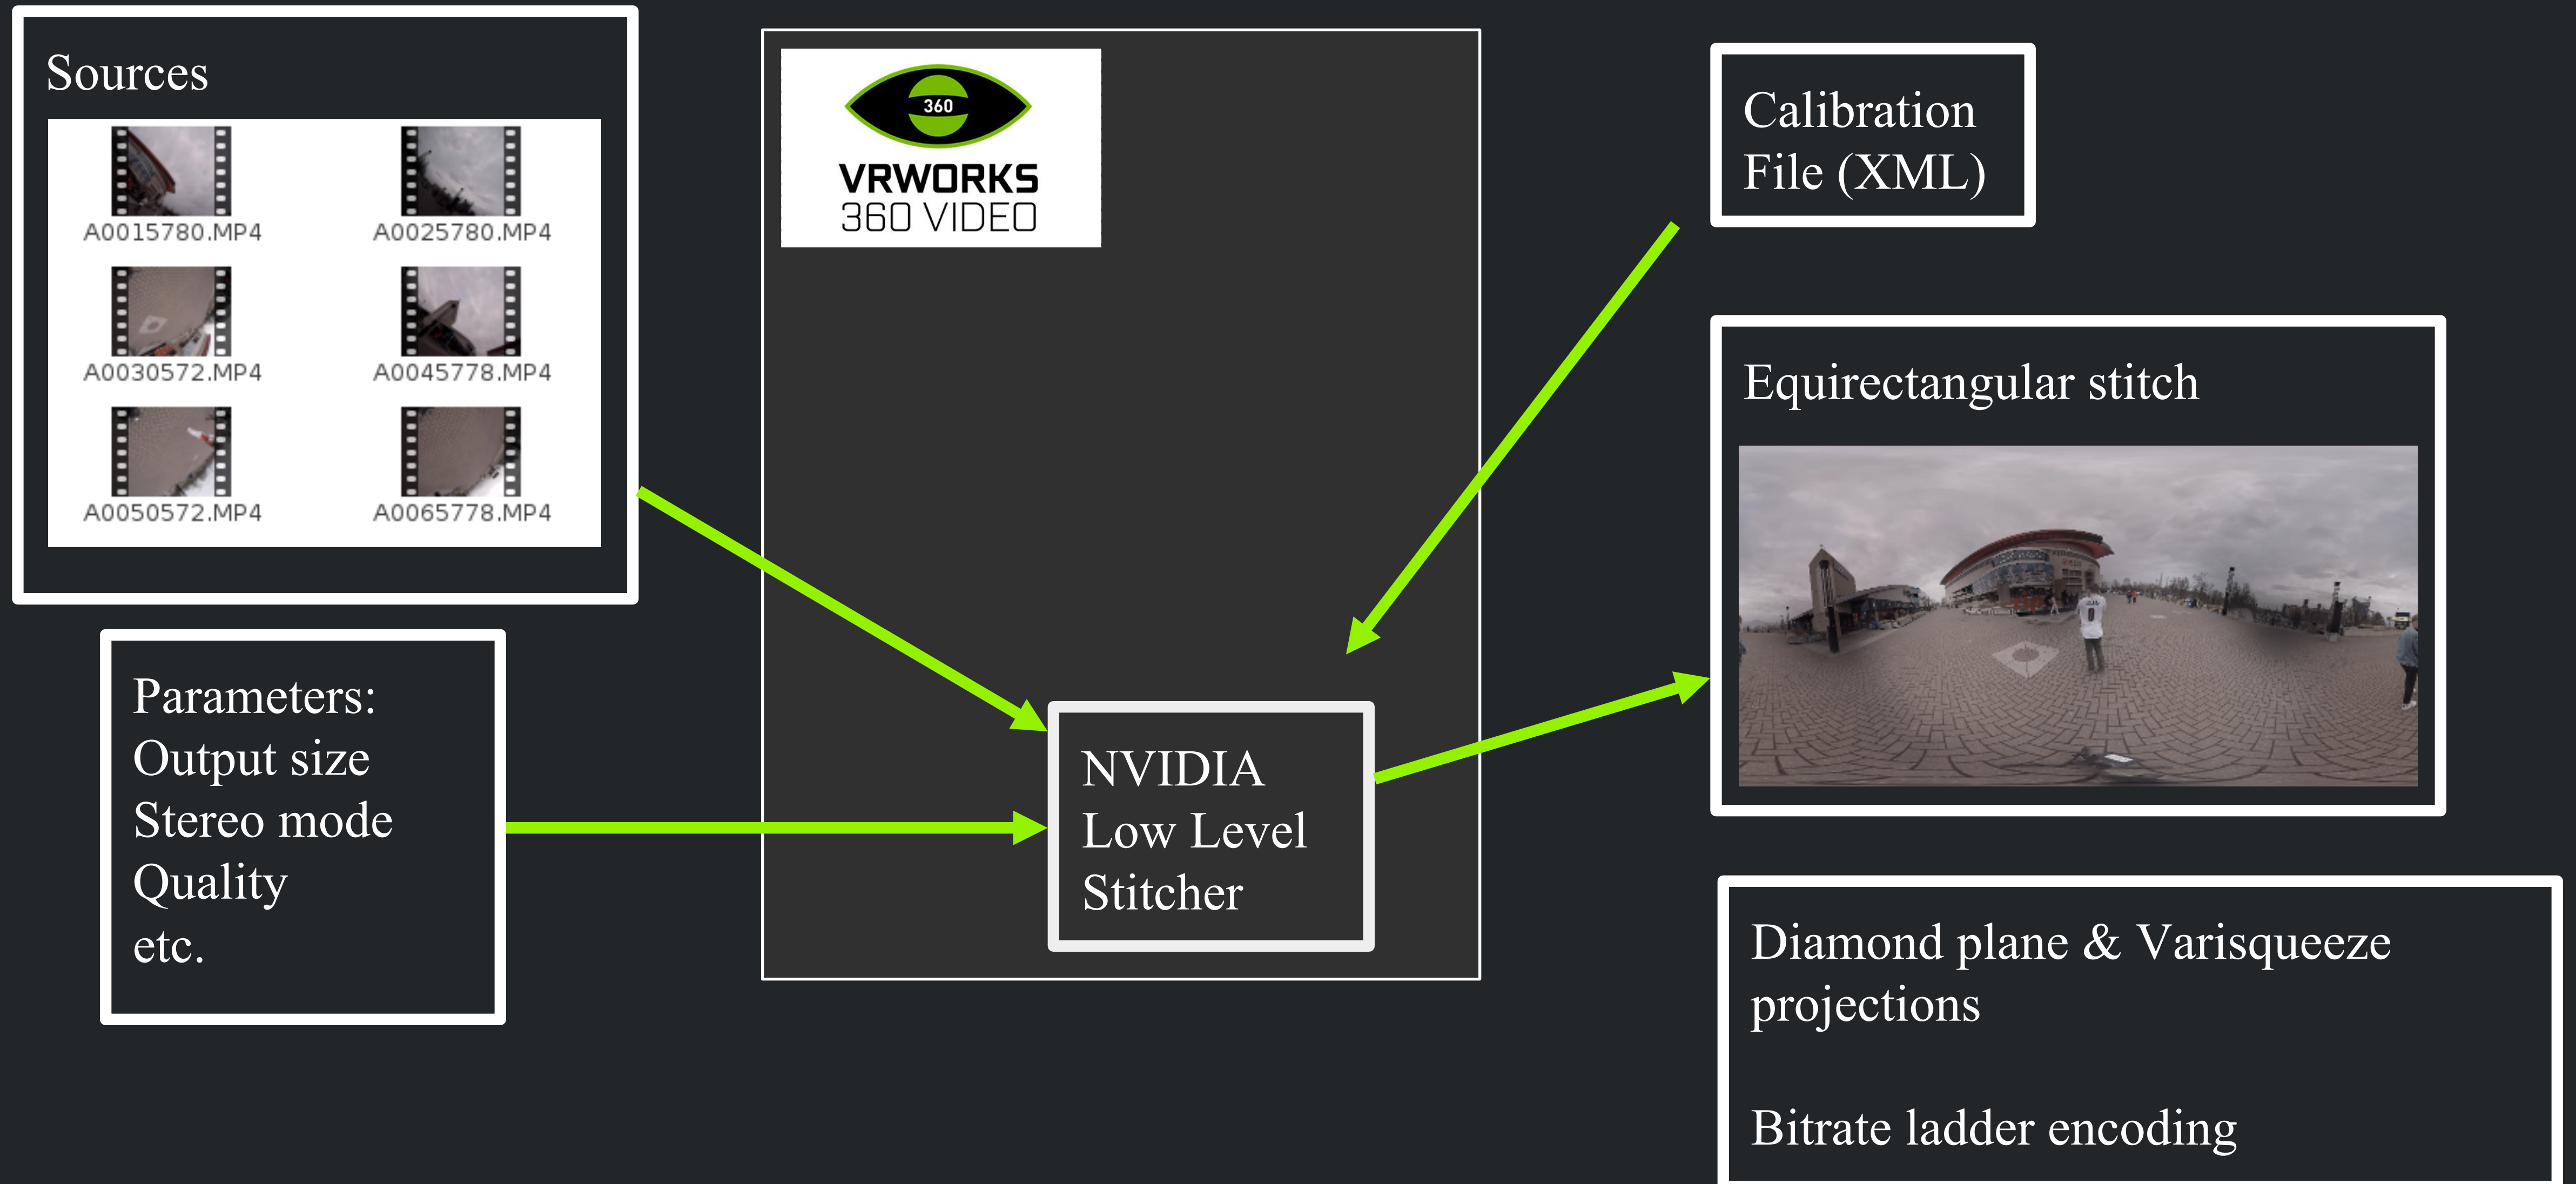 Sources
A0015780.MP4
A0025780.MP4
A0030572.MP4
A0045778.MP4
A0050572.MP4
A0065778.MP4
Parameters:
Output size
Stereo mode
Quality
etc.
360
VRWORKS
360 VIDEO
NVIDIA
Low Level
Stitcher
Calibration
File (XML)
Equirectangular stitch
Diamond plane & Varisqueeze
projections
Bitrate ladder encoding